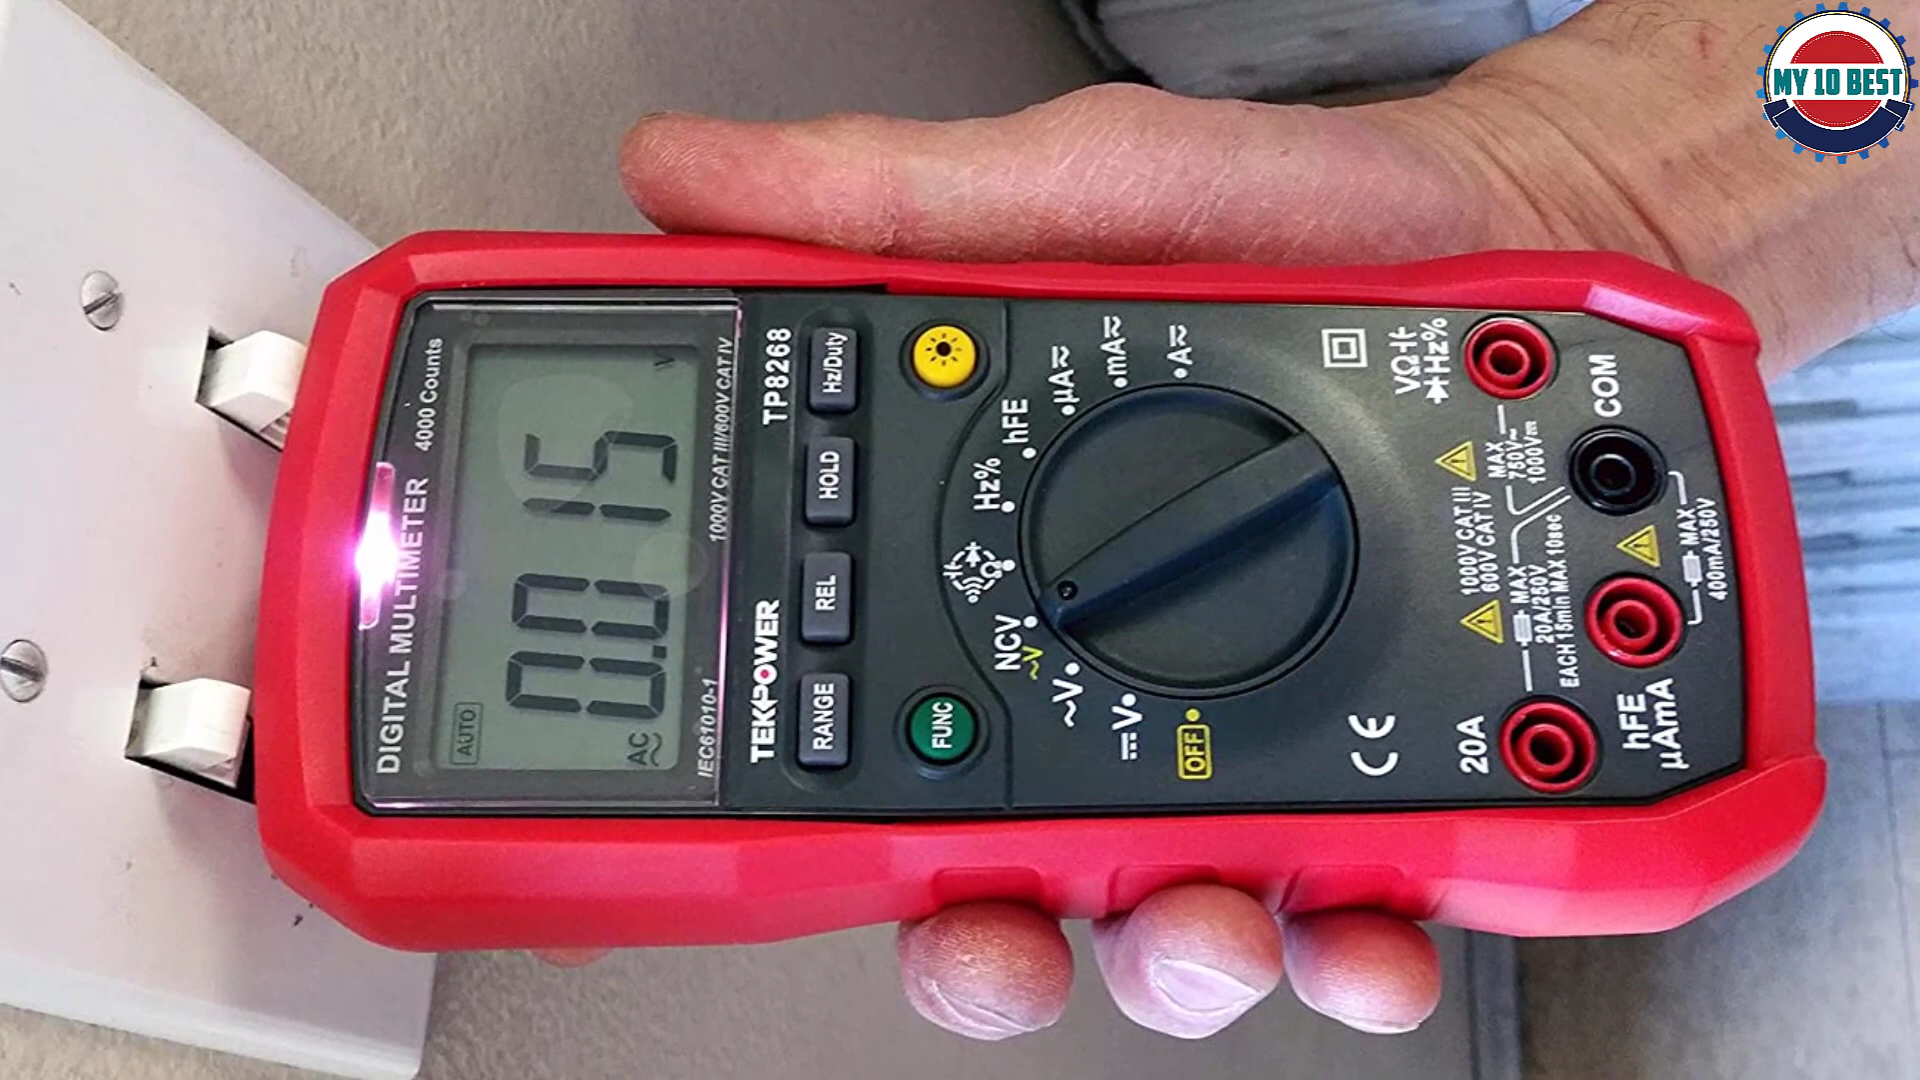 MY 10 BEST
DIGITAL MULTIMETER 4000 Counts
AUTO
AC
00.15
V
IEC61010-1 1000V CAT III/600V CAT IV
TEKPOWER TP8268
RANGE
REL
HOLD
Hz/Duty
FUNC
OFF
V
~V
NCV
~V
Hz%
hFE
µA
mA
A
CE
VΩ
Hz%
COM
20A
hFE
µAmA
MAX
750V~
1000V
1000V CAT III
600V CAT IV
MAX
20A/250V
EACH 15min MAX 10sec
MAX
400mA/250V